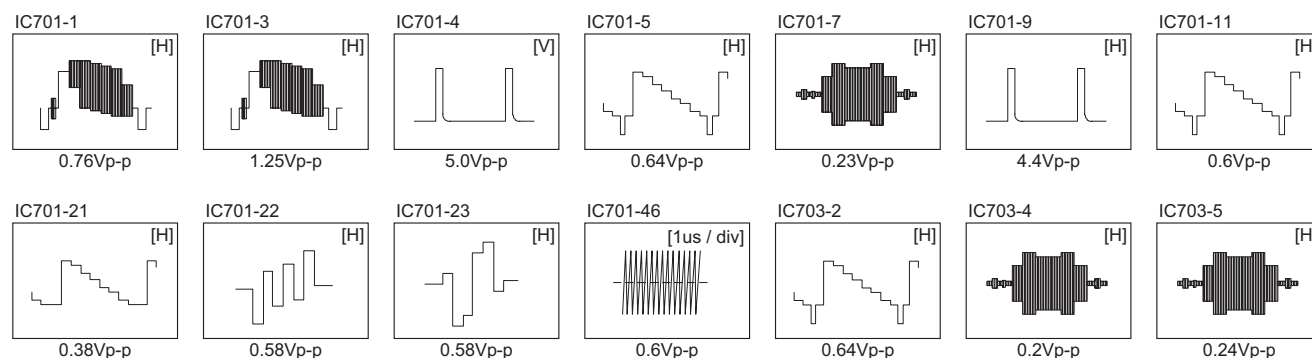 IC701-1 IC701-3 IC701-4 IC701-5 IC701-7 IC701-9 IC701-11
[H] [H] [V] [H] [H] [H] [H
0.76Vp-p 1.25Vp-p 5.0Vp-p 0.64Vp-p 0.23Vp-p 4.4Vp-p 0.6Vp-p
IC701-21 IC701-22 IC701-23 IC701-46 IC703-2 IC703-4 IC703-5
[H] [H] [H] [1us / div] [H] [H] [H
0.38Vp-p 0.58Vp-p 0.58Vp-p 0.6Vp-p 0.64Vp-p 0.2Vp-p 0.24Vp-p